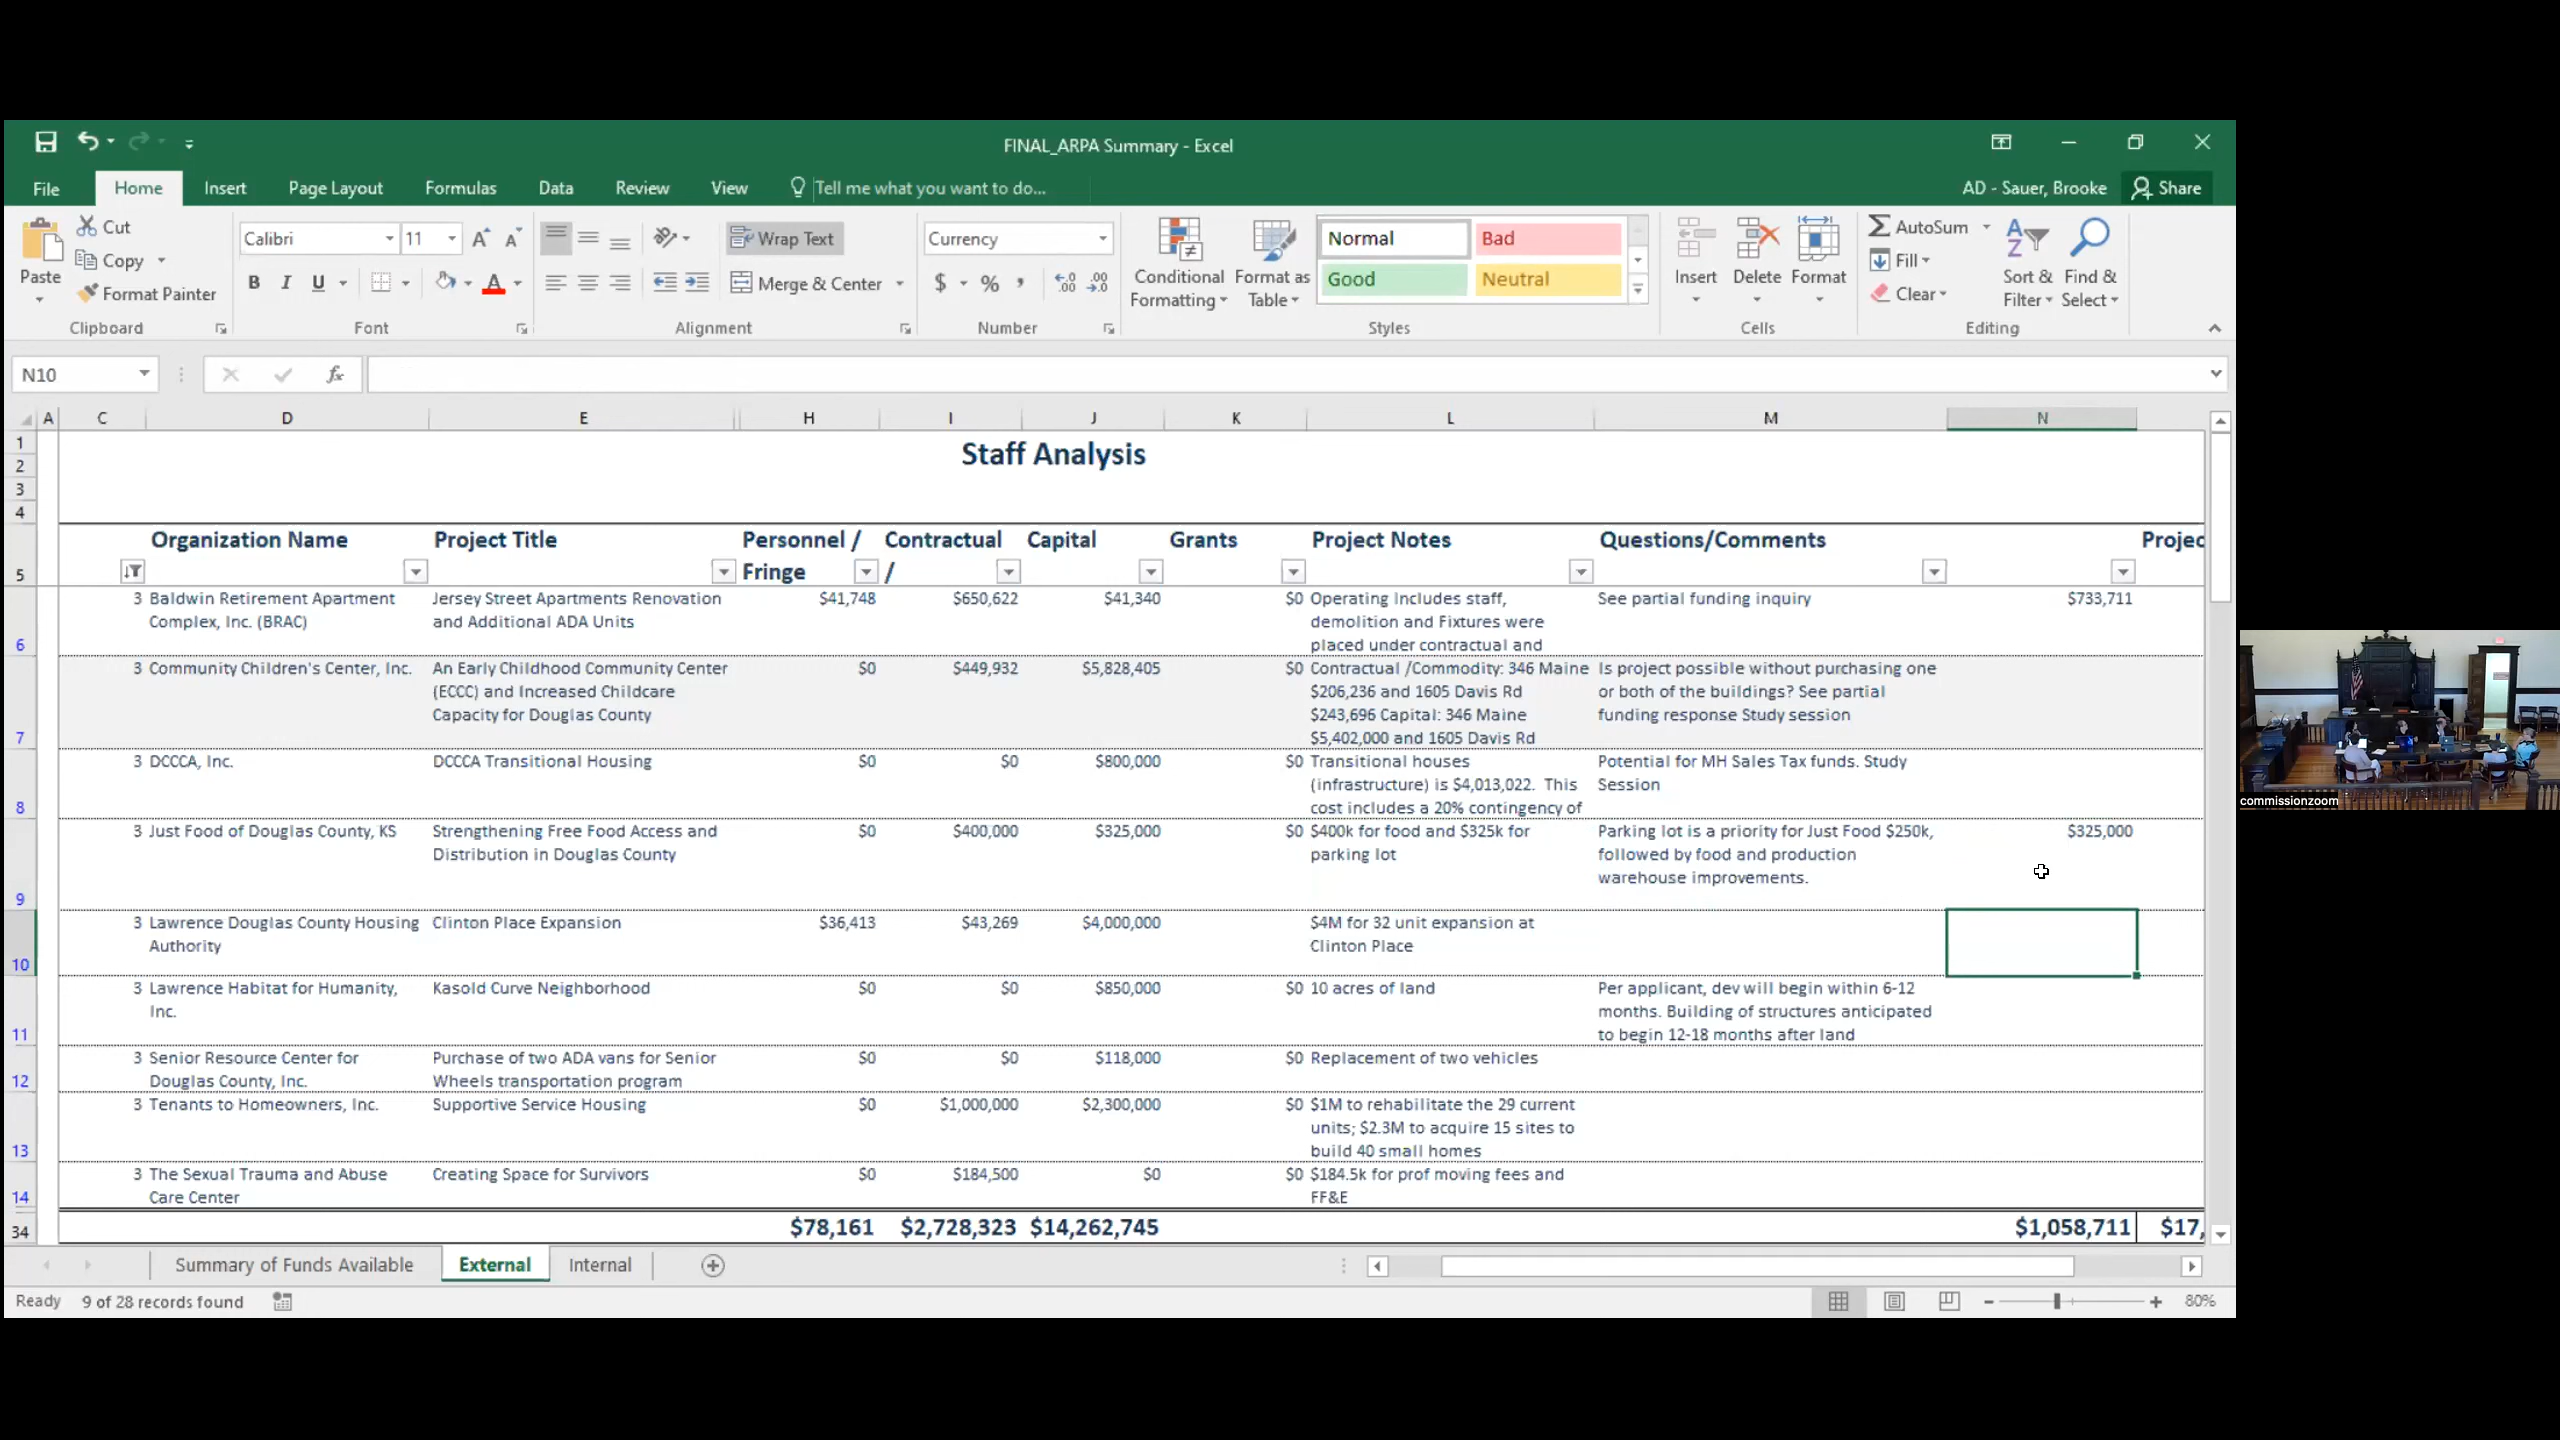 FINAL_ARPA Summary - Excel
File Home Insert Page Layout Formulas Data Review View Tell me what you want to do... AD - Sauer, Brooke Share
Paste
Cut
Copy
Format Painter
Clipboard
Calibri 11
B I U
Font
Wrap Text
Merge & Center
Alignment
Currency
$ % ,
Number
Conditional Formatting
Format as Table
Normal Bad
Good Neutral
Styles
Insert Delete Format
Cells
AutoSum
Fill
Clear
Sort & Filter
Find & Select
Editing
N10
fx
A C D E H I J K L M N
1
2
3
4
Staff Analysis
5 Organization Name Project Title Personnel / Fringe Contractual / Capital Grants Project Notes Questions/Comments Projec
6 3 Baldwin Retirement Apartment Jersey Street Apartments Renovation $41,748 $650,622 $41,340 $0 Operating Includes staff, See partial funding inquiry $733,711
Complex, Inc. (BRAC) and Additional ADA Units demolition and Fixtures were
placed under contractual and
7 3 Community Children's Center, Inc. An Early Childhood Community Center $0 $449,932 $5,828,405 $0 Contractual /Commodity: 346 Maine Is project possible without purchasing one
(ECCC) and Increased Childcare $206,236 and 1605 Davis Rd or both of the buildings? See partial
Capacity for Douglas County $243,696 Capital: 346 Maine funding response Study session
$5,402,000 and 1605 Davis Rd
8 3 DCCCA, Inc. DCCCA Transitional Housing $0 $0 $800,000 $0 Transitional houses Potential for MH Sales Tax funds. Study
(infrastructure) is $4,013,022. This Session
cost includes a 20% contingency of
9 3 Just Food of Douglas County, KS Strengthening Free Food Access and $0 $400,000 $325,000 $0 $400k for food and $325k for Parking lot is a priority for Just Food $250k, $325,000
Distribution in Douglas County parking lot followed by food and production
warehouse improvements.
10 3 Lawrence Douglas County Housing Clinton Place Expansion $36,413 $43,269 $4,000,000 $4M for 32 unit expansion at
Authority Clinton Place
11 3 Lawrence Habitat for Humanity, Kasold Curve Neighborhood $0 $0 $850,000 $0 10 acres of land Per applicant, dev will begin within 6-12
Inc. months. Building of structures anticipated
to begin 12-18 months after land
12 3 Senior Resource Center for Purchase of two ADA vans for Senior $0 $0 $118,000 $0 Replacement of two vehicles
Douglas County, Inc. Wheels transportation program
13 3 Tenants to Homeowners, Inc. Supportive Service Housing $0 $1,000,000 $2,300,000 $0 $1M to rehabilitate the 29 current
units; $2.3M to acquire 15 sites to
build 40 small homes
14 3 The Sexual Trauma and Abuse Creating Space for Survivors $0 $184,500 $0 $0 $184.5k for prof moving fees and
Care Center FF&E
34 $78,161 $2,728,323 $14,262,745 $1,058,711 $17,
Summary of Funds Available External Internal
Ready 9 of 28 records found 80%
commissionzoom